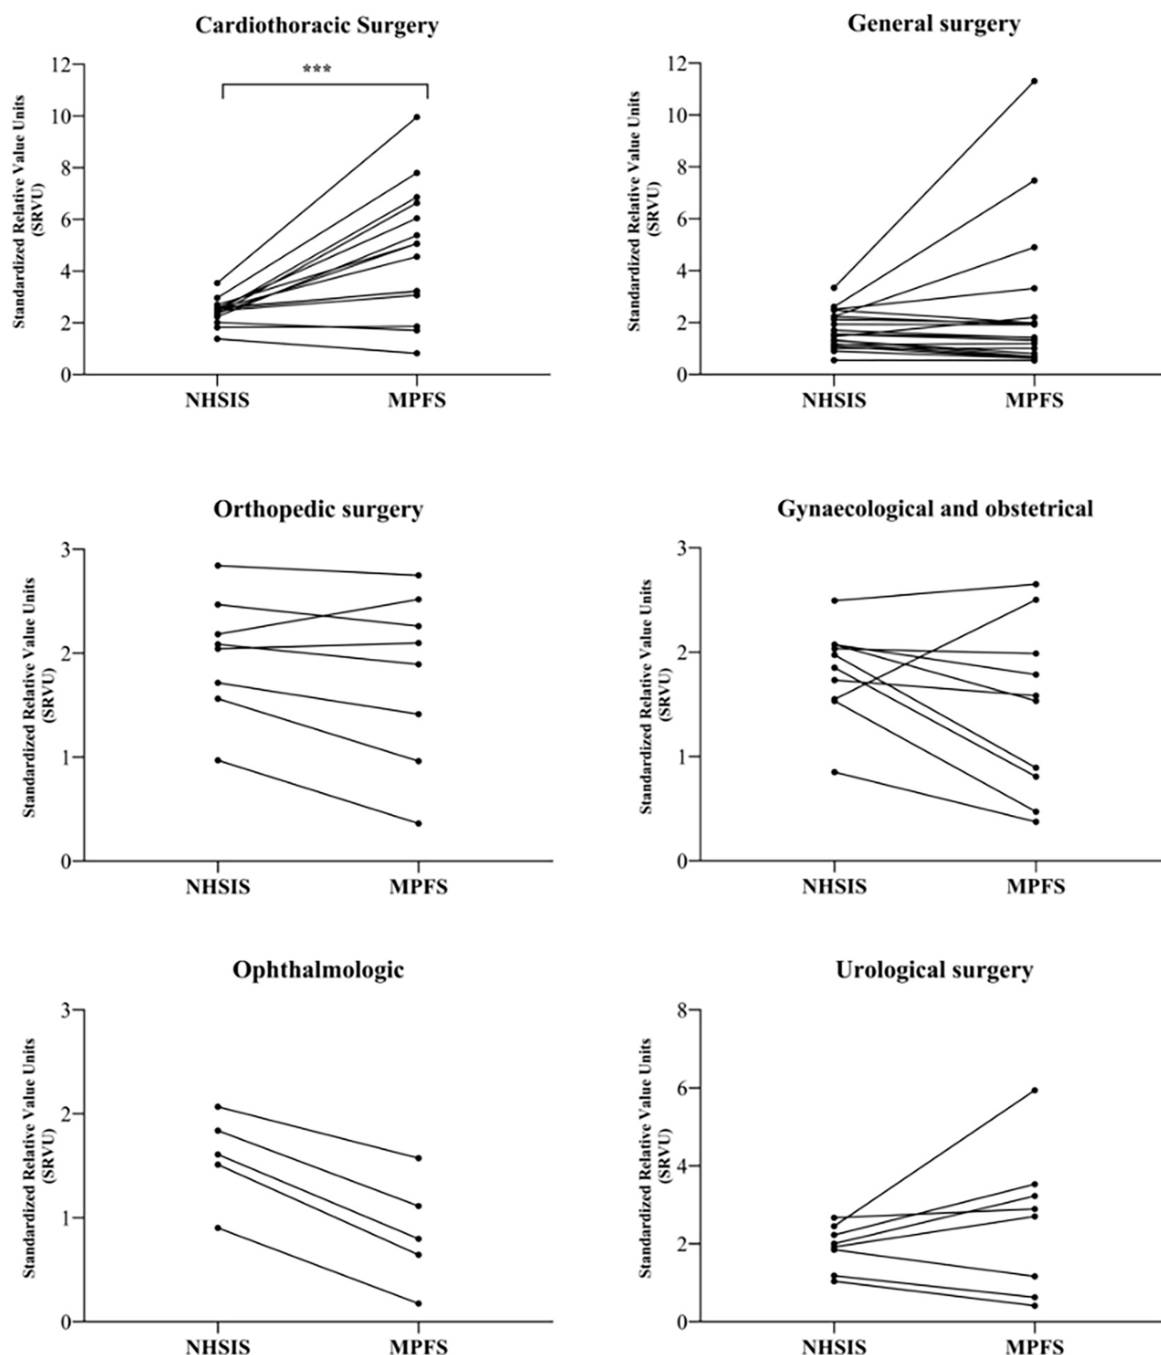 Cardiothoracic Surgery
Standardized Relative Value Units
(SRVU)
12
10
8
6
4
2
0
***
NHSIS
MPFS
General surgery
Standardized Relative Value Units
(SRVU)
12
10
8
6
4
2
0
NHSIS
MPFS
Orthopedic surgery
Standardized Relative Value Units
(SRVU)
3
2
1
0
NHSIS
MPFS
Gynaecological and obstetrical
Standardized Relative Value Units
(SRVU)
3
2
1
0
NHSIS
MPFS
Ophthalmologic
Standardized Relative Value Units
(SRVU)
3
2
1
0
NHSIS
MPFS
Urological surgery
Standardized Relative Value Units
(SRVU)
8
6
4
2
0
NHSIS
MPFS